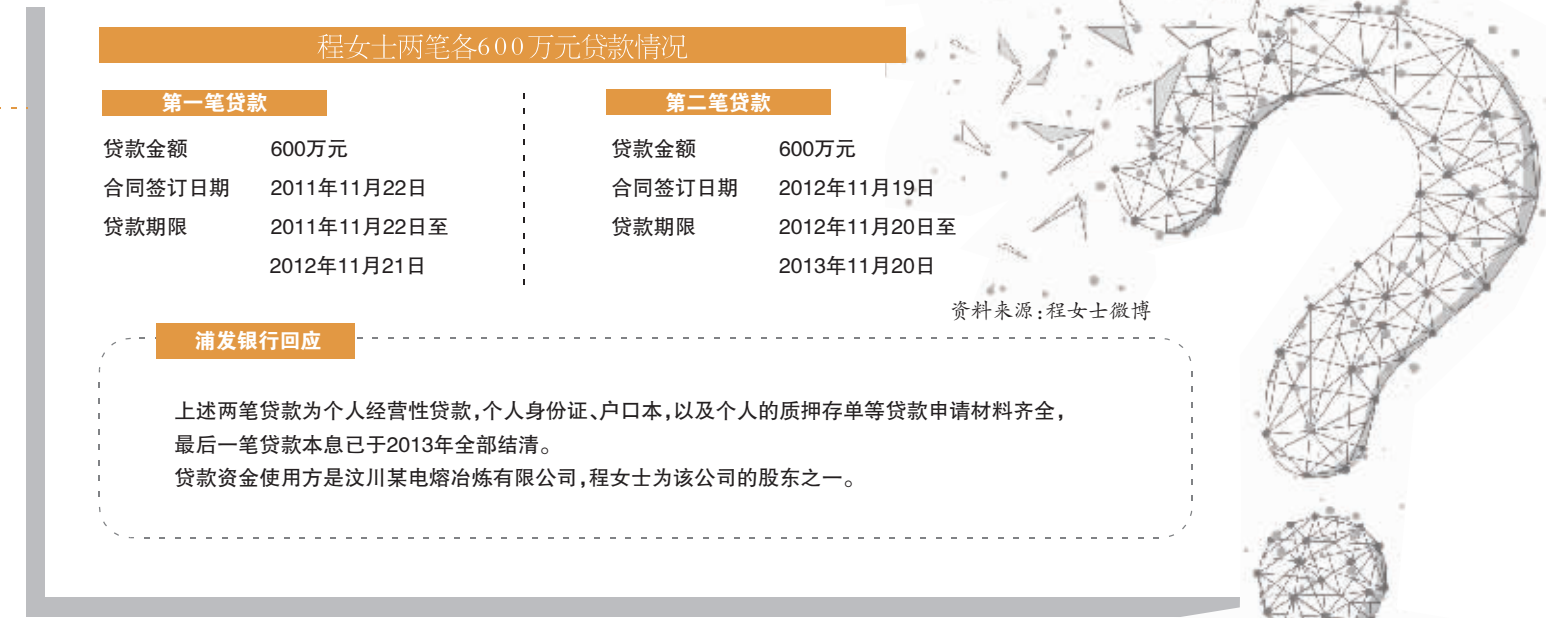 程女士两笔各600万元贷款情况
第一笔贷款
贷款金额 600万元
合同签订日期 2011年11月22日
贷款期限 2011年11月22日至
2012年11月21日
第二笔贷款
贷款金额 600万元
合同签订日期 2012年11月19日
贷款期限 2012年11月20日至
2013年11月20日
资料来源:程女士微博
浦发银行回应
上述两笔贷款为个人经营性贷款,个人身份证、户口本,以及个人的质押存单等贷款申请材料齐全,
最后一笔贷款本息已于2013年全部结清。
贷款资金使用方是汶川某电熔冶炼有限公司,程女士为该公司的股东之一。